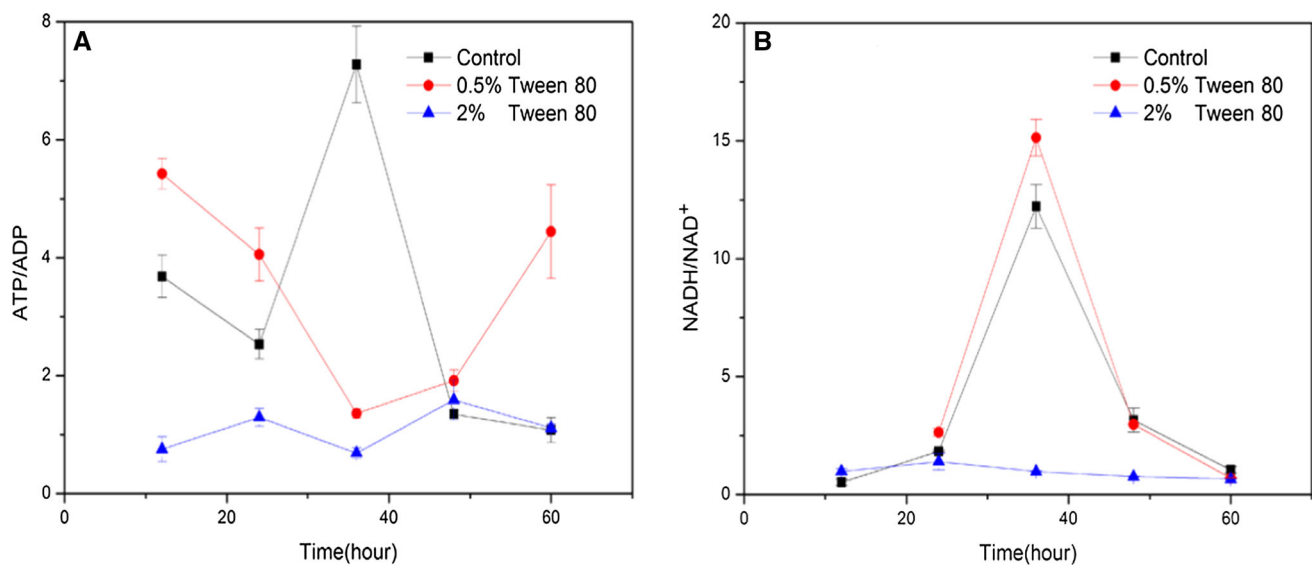 A
Control
0.5% Tween 80
2% Tween 80
8
6
4
2
0
ATP/ADP
0 20 40 60
Time(hour)
B
Control
0.5% Tween 80
2% Tween 80
20
15
10
5
0
NADH/NAD⁺
0 20 40 60
Time(hour)